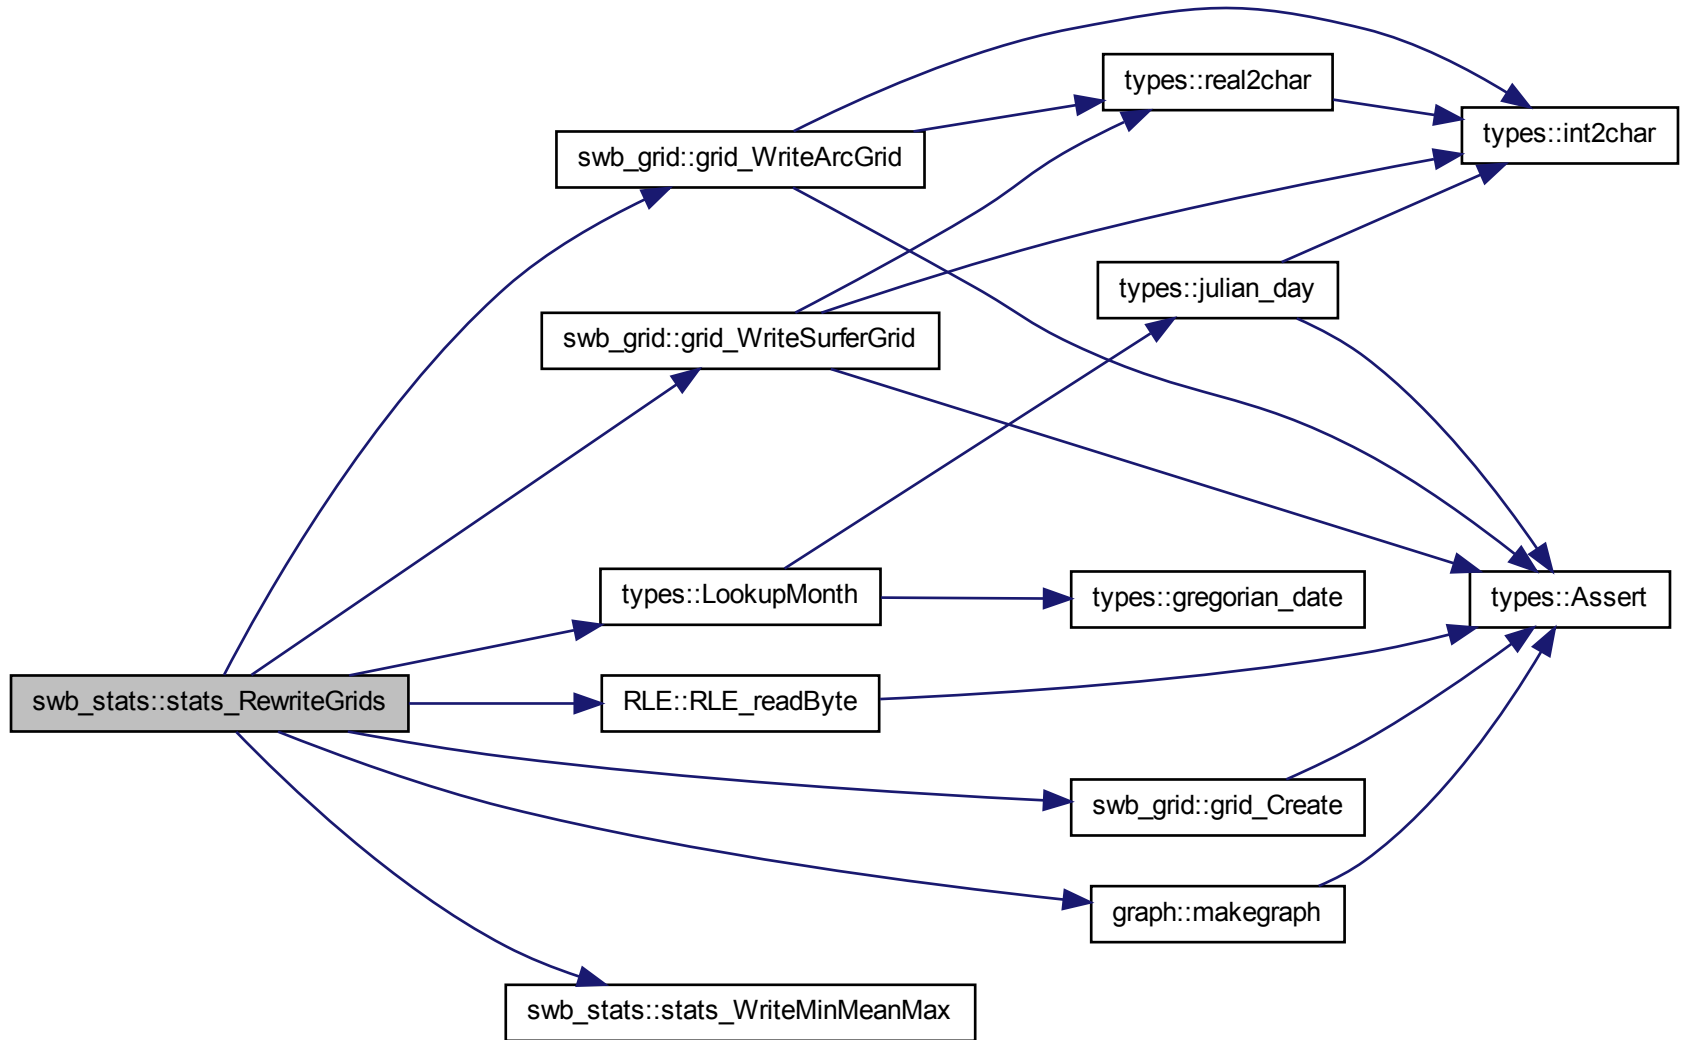 types::real2char
types::int2char
swb_grid::grid_WriteArcGrid
types::julian_day
swb_grid::grid_WriteSurferGrid
types::LookupMonth
types::gregorian_date
types::Assert
swb_stats::stats_RewriteGrids
RLE::RLE_readByte
swb_grid::grid_Create
graph::makegraph
swb_stats::stats_WriteMinMeanMax